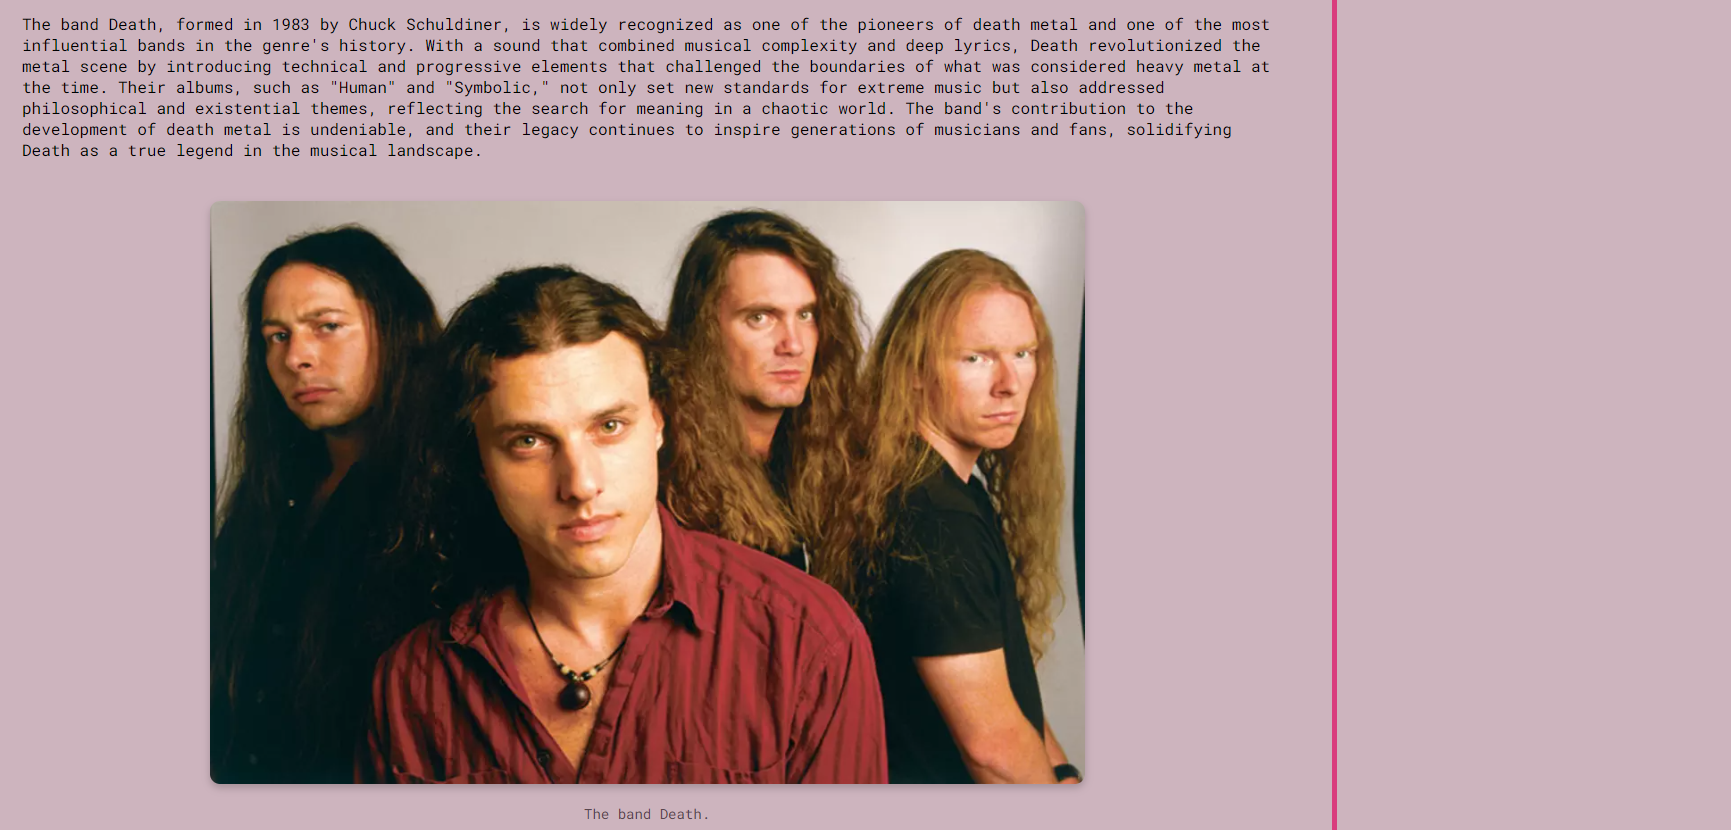 The band Death, formed in 1983 by Chuck Schuldiner, is widely recognized as one of the pioneers of death metal and one of the most
influential bands in the genre's history. With a sound that combined musical complexity and deep lyrics, Death revolutionized the
metal scene by introducing technical and progressive elements that challenged the boundaries of what was considered heavy metal at
the time. Their albums, such as "Human" and "Symbolic," not only set new standards for extreme music but also addressed
philosophical and existential themes, reflecting the search for meaning in a chaotic world. The band's contribution to the
development of death metal is undeniable, and their legacy continues to inspire generations of musicians and fans, solidifying
Death as a true legend in the musical landscape.
The band Death.